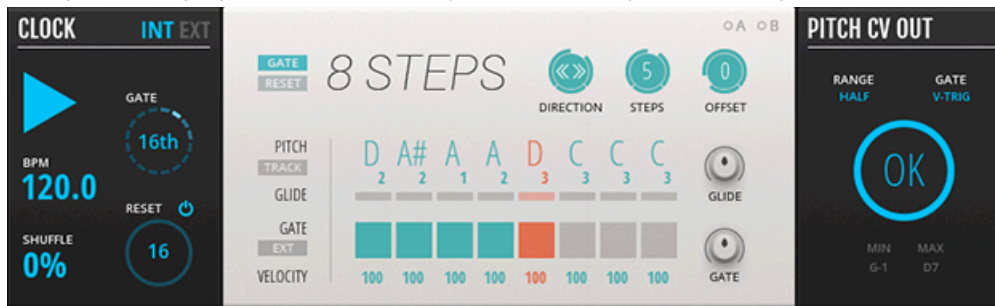 CLOCK INT EXT
GATE
16th
BPM
120.0
RESET
SHUFFLE
0%
16
A B
GATE
RESET
8 STEPS
«»
5
0
DIRECTION STEPS OFFSET
PITCH
TRACK
D A# A A D C C C
2 2 1 2 3 3 3 3
GLIDE
GLIDE
GATE
EXT
VELOCITY
100 100 100 100 100 100 100 100
GATE
PITCH CV OUT
RANGE GATE
HALF V-TRIG
OK
MIN MAX
G-1 D7